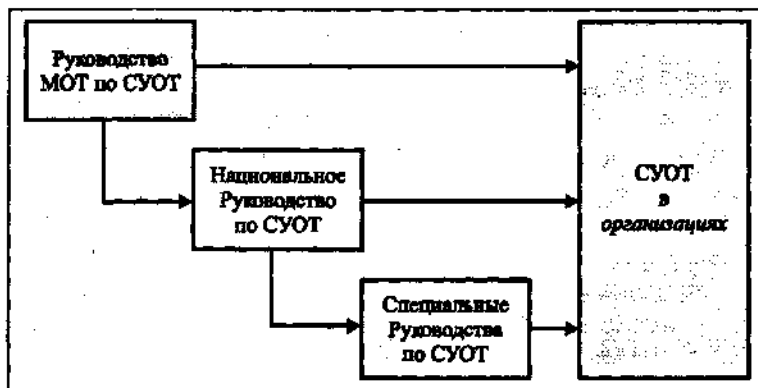 Руководство
МОТ по СУОТ
Национальное
Руководство
по СУОТ
СУОТ
в
организациях
Специальные
Руководства
по СУОТ